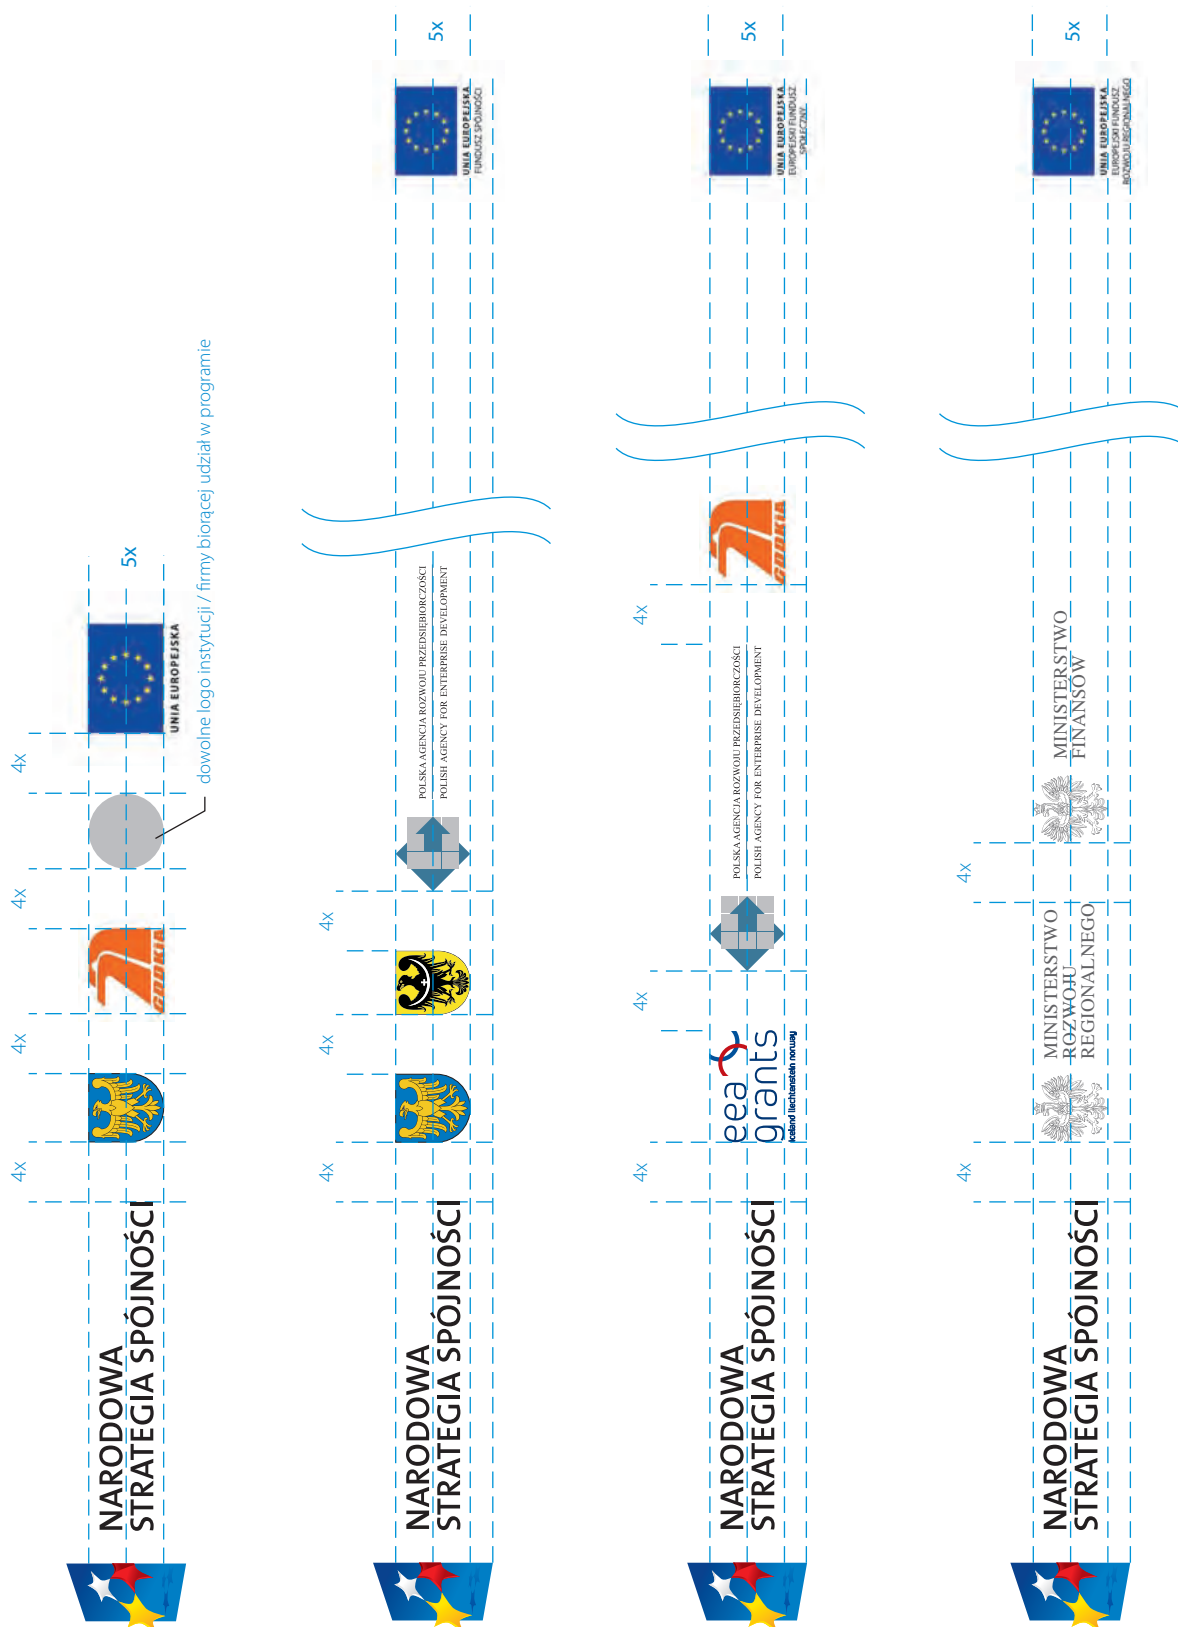 NARODOWA
STRATEGIA SPÓJNOŚCI
4x
4x
GDDKIA
4x
4x
UNIA EUROPEJSKA
5x
dowolne logo instytucji / firmy biorącej udział w programie
NARODOWA
STRATEGIA SPÓJNOŚCI
4x
4x
4x
POLSKA AGENCJA ROZWOJU PRZEDSIĘBIORCZOŚCI
POLISH AGENCY FOR ENTERPRISE DEVELOPMENT
UNIA EUROPEJSKA
FUNDUSZ SPÓJNOŚCI
5x
NARODOWA
STRATEGIA SPÓJNOŚCI
4x
eea
grants
iceland liechtenstein norway
4x
POLSKA AGENCJA ROZWOJU PRZEDSIĘBIORCZOŚCI
POLISH AGENCY FOR ENTERPRISE DEVELOPMENT
4x
GDDKIA
UNIA EUROPEJSKA
EUROPEJSKI FUNDUSZ
SPOŁECZNY
5x
NARODOWA
STRATEGIA SPÓJNOŚCI
4x
MINISTERSTWO
ROZWOJU
REGIONALNEGO
4x
MINISTERSTWO
FINANSÓW
UNIA EUROPEJSKA
EUROPEJSKI FUNDUSZ
ROZWOJU REGIONALNEGO
5x